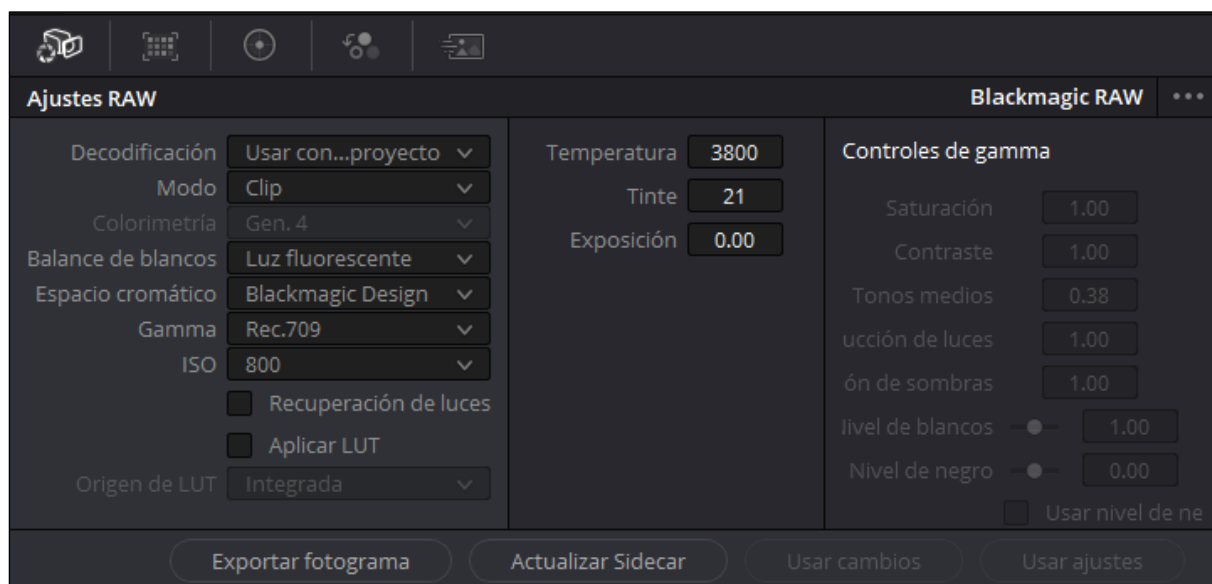 Ajustes RAW
Blackmagic RAW
Decodificación Usar con...proyecto
Modo Clip
Colorimetría Gen. 4
Balance de blancos Luz fluorescente
Espacio cromático Blackmagic Design
Gamma Rec.709
ISO 800
Recuperación de luces
Aplicar LUT
Origen de LUT Integrada
Temperatura 3800
Tinte 21
Exposición 0.00
Controles de gamma
Saturación 1.00
Contraste 1.00
Tonos medios 0.38
ucción de luces 1.00
ón de sombras 1.00
livel de blancos 1.00
Nivel de negro 0.00
Usar nivel de ne
Exportar fotograma Actualizar Sidecar Usar cambios Usar ajustes